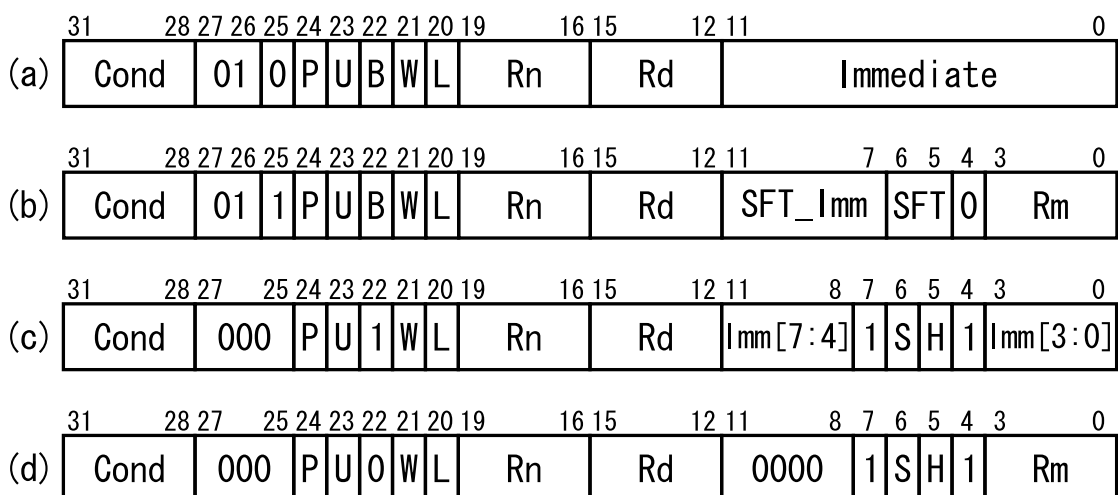 31 28 27 26 25 24 23 22 21 20 19 16 15 12 11 0
(a) Cond 01 0 P U B W L Rn Rd Immediate
31 28 27 26 25 24 23 22 21 20 19 16 15 12 11 7 6 5 4 3 0
(b) Cond 01 1 P U B W L Rn Rd SFT_Imm SFT 0 Rm
31 28 27 25 24 23 22 21 20 19 16 15 12 11 8 7 6 5 4 3 0
(c) Cond 000 P U 1 W L Rn Rd Imm[7:4] 1 S H 1 Imm[3:0]
31 28 27 25 24 23 22 21 20 19 16 15 12 11 8 7 6 5 4 3 0
(d) Cond 000 P U 0 W L Rn Rd 0000 1 S H 1 Rm